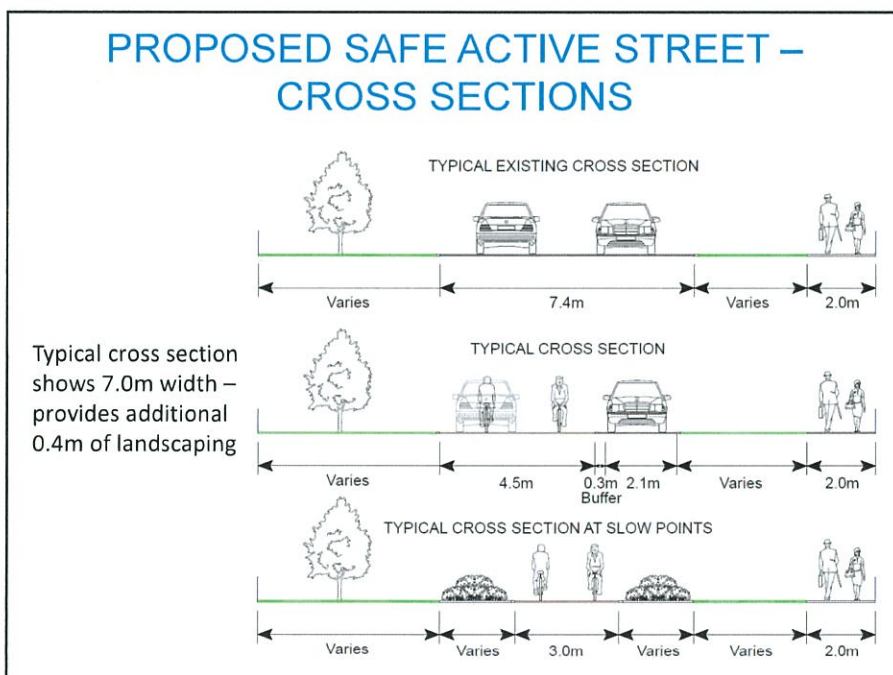 PROPOSED SAFE ACTIVE STREET –
CROSS SECTIONS
TYPICAL EXISTING CROSS SECTION
Varies 7.4m Varies 2.0m
Typical cross section
shows 7.0m width –
provides additional
0.4m of landscaping
TYPICAL CROSS SECTION
Varies 4.5m 0.3m 2.1m Varies 2.0m
Buffer
TYPICAL CROSS SECTION AT SLOW POINTS
Varies Varies 3.0m Varies Varies 2.0m